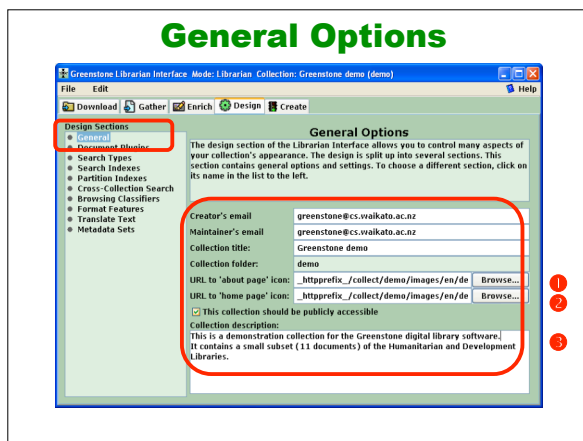 General Options
Greenstone Librarian Interface Mode: Librarian Collection: Greenstone demo (demo)
File Edit Help
Download Gather Enrich Design Create
Design Sections
General
Document Plugins
Search Types
Search Indexes
Partition Indexes
Cross-Collection Search
Browsing Classifiers
Format Features
Translate Text
Metadata Sets
General Options
The design section of the Librarian Interface allows you to control many aspects of
your collection's appearance. The design is split up into several sections. This
section contains general options and settings. To choose a different section, click on
its name in the list to the left.
Creator's email greenstone@cs.waikato.ac.nz
Maintainer's email greenstone@cs.waikato.ac.nz
Collection title: Greenstone demo
Collection folder: demo
URL to 'about page' icon: _httpprefix_/collect/demo/images/en/de Browse... 1
URL to 'home page' icon: _httpprefix_/collect/demo/images/en/de Browse... 2
This collection should be publicly accessible
Collection description:
This is a demonstration collection for the Greenstone digital library software.
It contains a small subset (11 documents) of the Humanitarian and Development
Libraries.
3